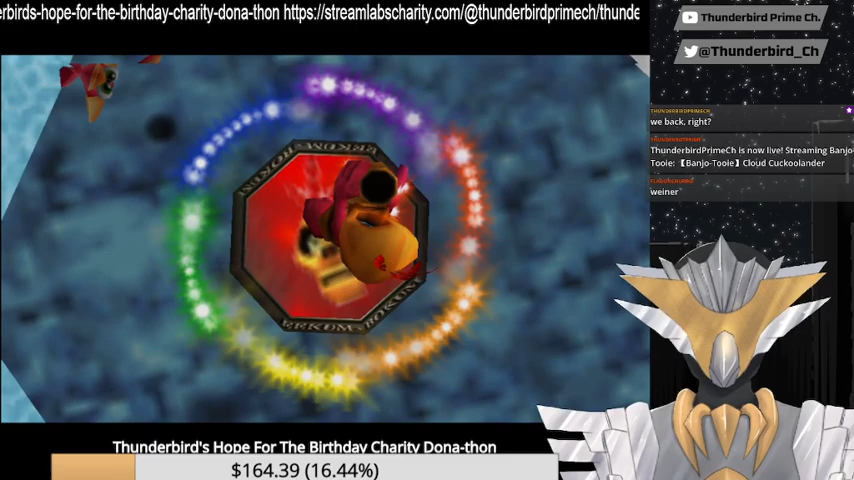 erbirds-hope-for-the-birthday-charity-dona-thon https://streamlabscharity.com/@thunderbirdprimech/thunde
Thunderbird Prime Ch.
@Thunderbird_Ch
THUNDERBIRDPRIMECH
we back, right?
ThunderbirdPrimeCh is now live! Streaming Banjo-
Tooie: 【Banjo-Tooie】Cloud Cuckoolander
weiner
Thunderbird's Hope For The Birthday Charity Dona-thon
$164.39 (16.44%)